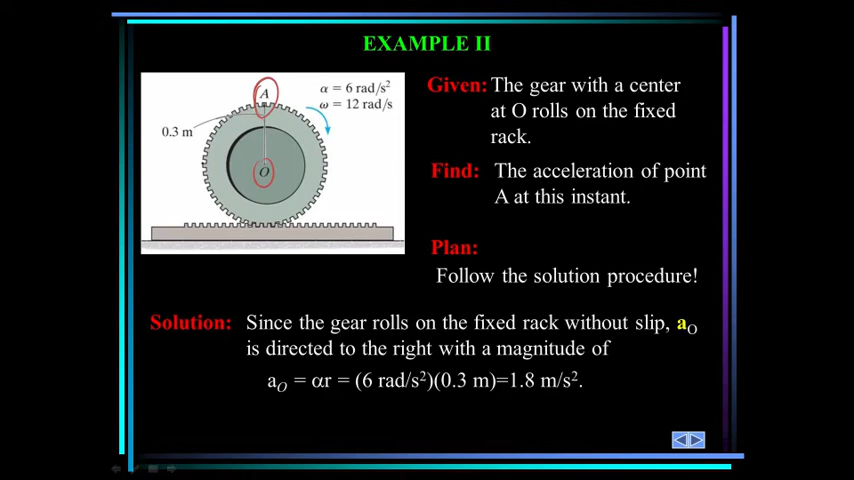 EXAMPLE II
A
α = 6 rad/s²
ω = 12 rad/s
0.3 m
O
Given: The gear with a center
at O rolls on the fixed
rack.
Find: The acceleration of point
A at this instant.
Plan:
Follow the solution procedure!
Solution: Since the gear rolls on the fixed rack without slip, aO
is directed to the right with a magnitude of
aO = αr = (6 rad/s²)(0.3 m)=1.8 m/s².